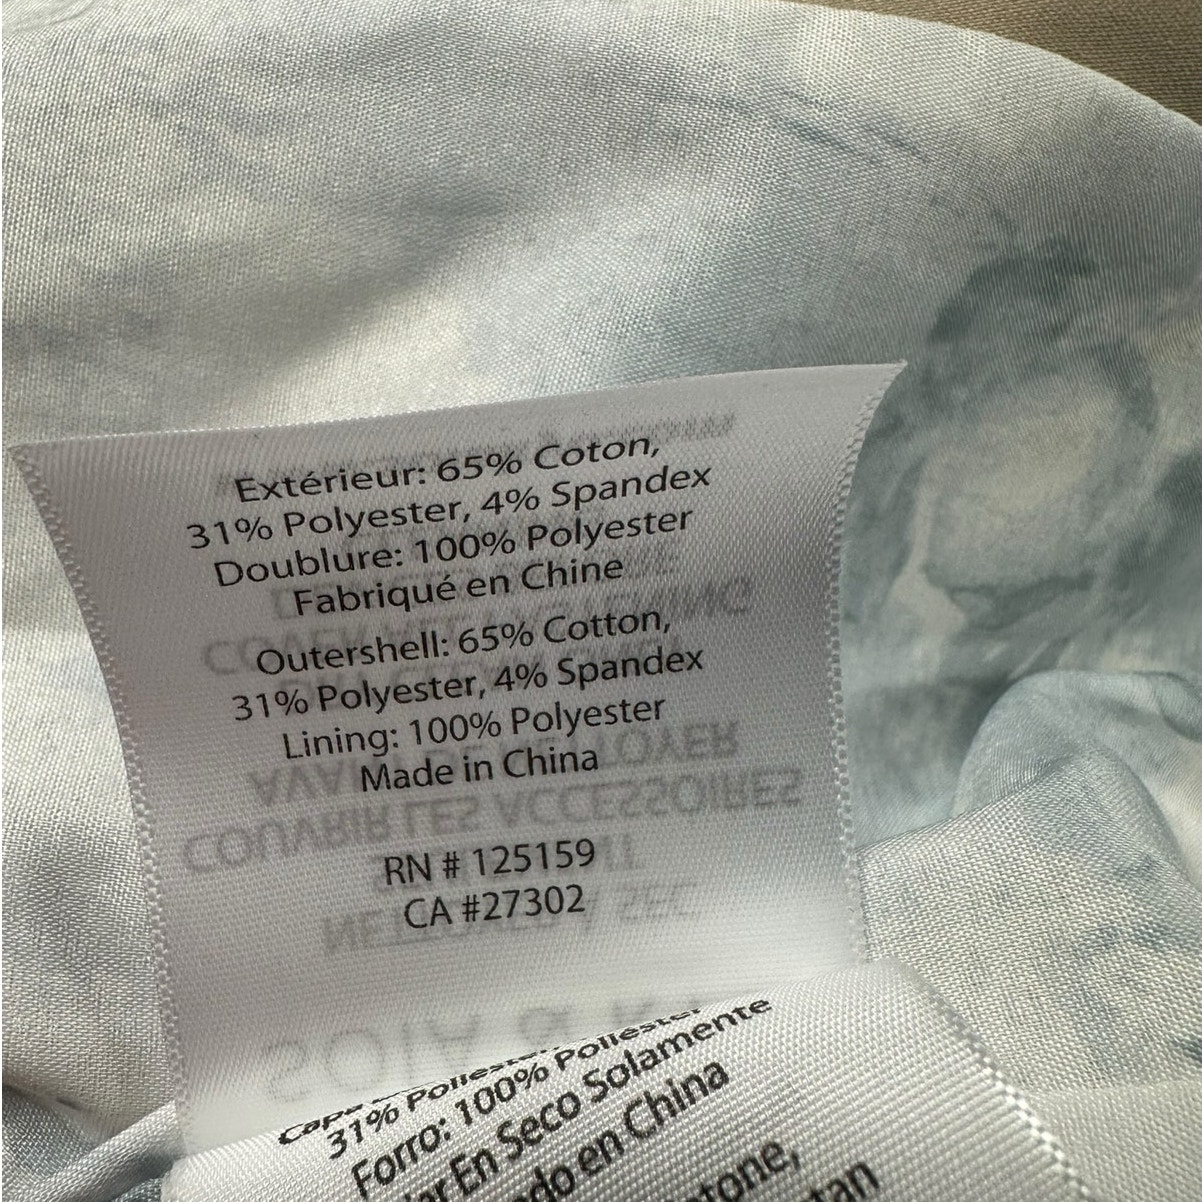 Extérieur: 65% Coton,
31% Polyester, 4% Spandex
Doublure: 100% Polyester
Fabriqué en Chine
Outershell: 65% Cotton,
31% Polyester, 4% Spandex
Lining: 100% Polyester
Made in China
RN # 125159
CA #27302
31%
Forro: 100% Poliéster
En Seco Solamente
en China